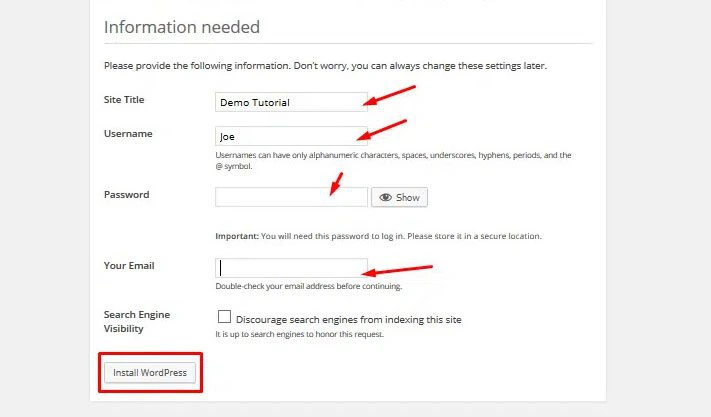 Information needed
Please provide the following information. Don't worry, you can always change these settings later.
Site Title
Demo Tutorial
Username
Joe
Usernames can have only alphanumeric characters, spaces, underscores, hyphens, periods, and the
@ symbol.
Password
Show
Important: You will need this password to log in. Please store it in a secure location.
Your Email
Double-check your email address before continuing.
Search Engine
Visibility
Discourage search engines from indexing this site
It is up to search engines to honor this request.
Install WordPress